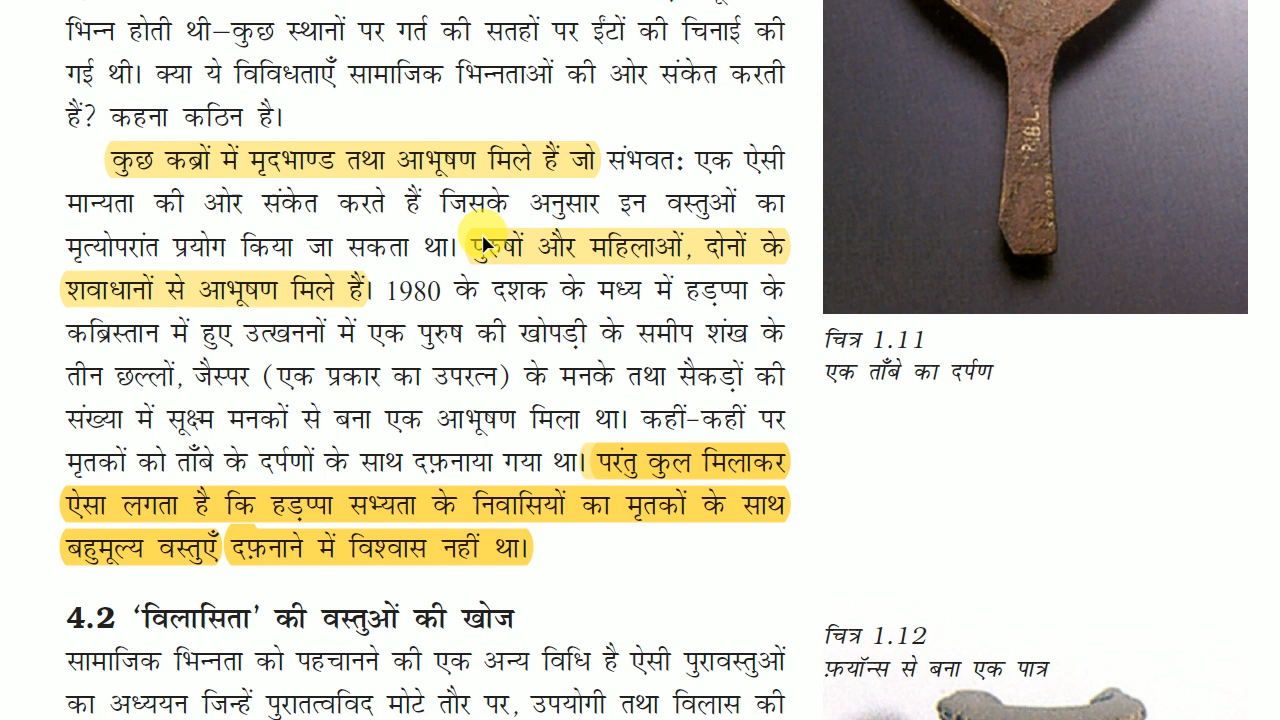 भिन्न होती थी–कुछ स्थानों पर गर्त की सतहों पर ईंटों की चिनाई की
गई थी। क्या ये विविधताएँ सामाजिक भिन्नताओं की ओर संकेत करती
हैं? कहना कठिन है।
कुछ कब्रों में मृदभाण्ड तथा आभूषण मिले हैं जो संभवतः एक ऐसी
मान्यता की ओर संकेत करते हैं जिसके अनुसार इन वस्तुओं का
मृत्योपरांत प्रयोग किया जा सकता था। पुरुषों और महिलाओं, दोनों के
शवाधानों से आभूषण मिले हैं। 1980 के दशक के मध्य में हड़प्पा के
कब्रिस्तान में हुए उत्खननों में एक पुरुष की खोपड़ी के समीप शंख के
तीन छल्लों, जैस्पर (एक प्रकार का उपरत्न) के मनके तथा सैकड़ों की
संख्या में सूक्ष्म मनकों से बना एक आभूषण मिला था। कहीं-कहीं पर
मृतकों को ताँबे के दर्पणों के साथ दफ़नाया गया था। परंतु कुल मिलाकर
ऐसा लगता है कि हड़प्पा सभ्यता के निवासियों का मृतकों के साथ
बहुमूल्य वस्तुएँ दफ़नाने में विश्वास नहीं था।
4.2 ‘विलासिता’ की वस्तुओं की खोज
सामाजिक भिन्नता को पहचानने की एक अन्य विधि है ऐसी पुरावस्तुओं
का अध्ययन जिन्हें पुरातत्वविद मोटे तौर पर, उपयोगी तथा विलास की
चित्र 1.11
एक ताँबे का दर्पण
चित्र 1.12
फ़यॉन्स से बना एक पात्र